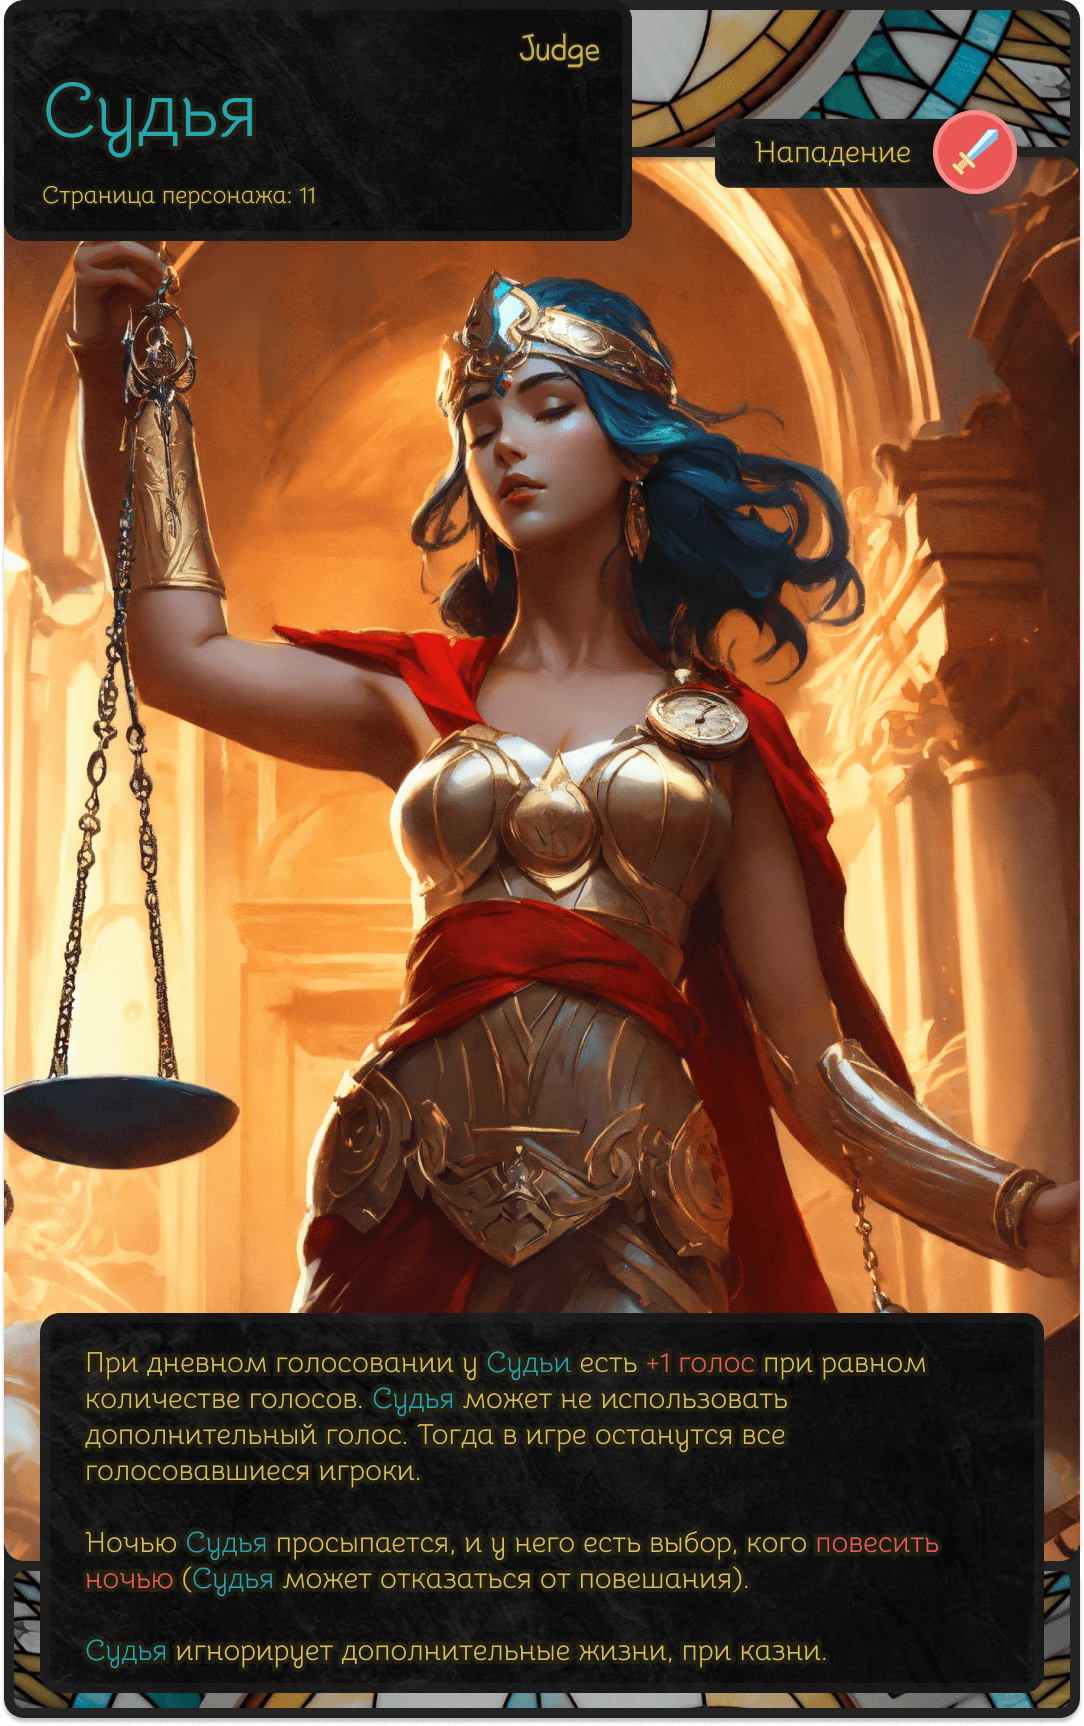 Judge
Судья
Страница персонажа: 11
Нападение
При дневном голосовании у Судьи есть +1 голос при равном
количестве голосов. Судья может не использовать
дополнительный голос. Тогда в игре останутся все
голосовавшиеся игроки.
Ночью Судья просыпается, и у него есть выбор, кого повесить
ночью (Судья может отказаться от повешания).
Судья игнорирует дополнительные жизни, при казни.